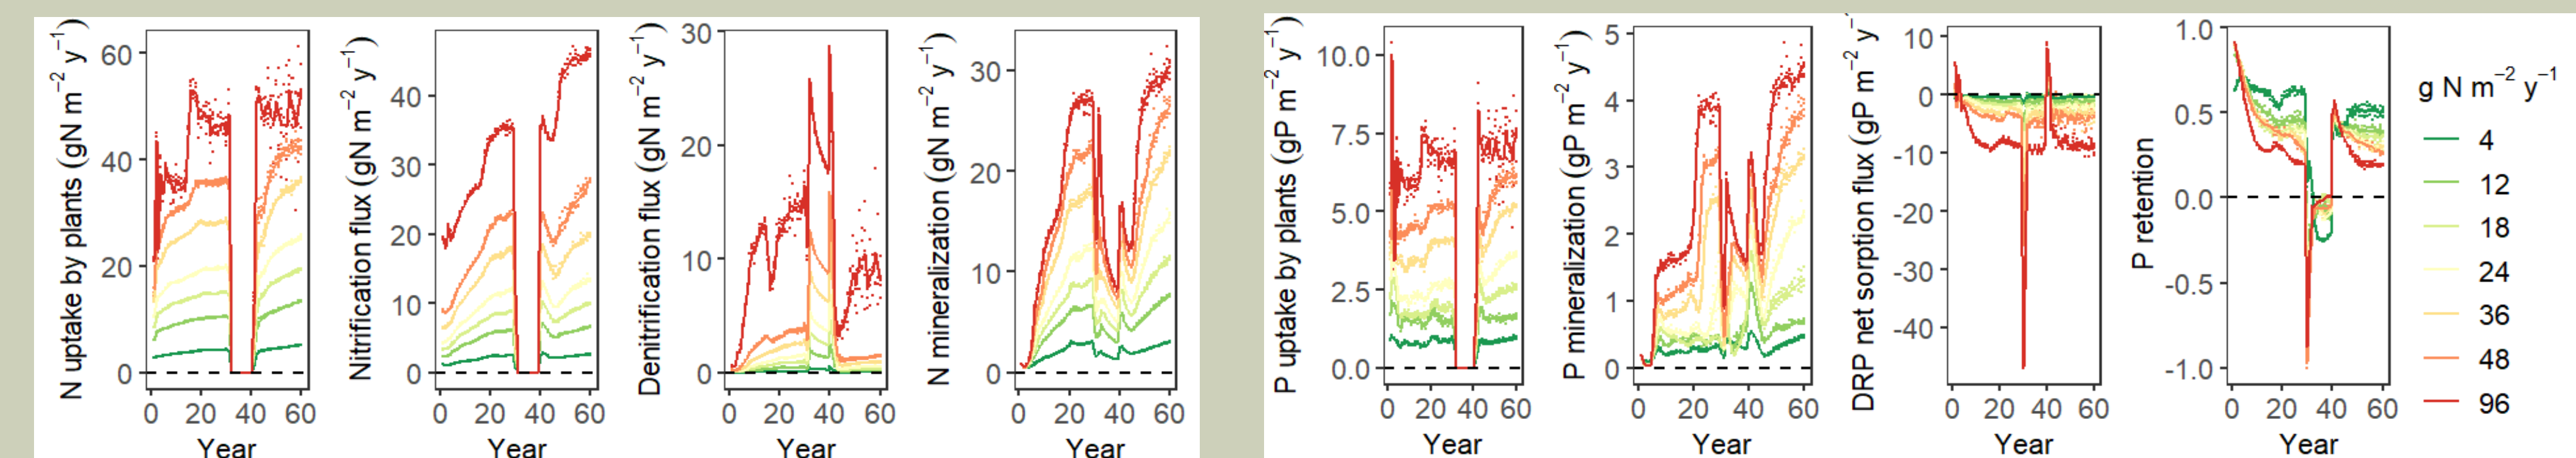 N uptake by plants (gN m⁻² y⁻¹)
60
40
20
0
0 20 40 60
Year
Nitrification flux (gN m⁻² y⁻¹)
40
30
20
10
0
0 20 40 60
Year
Denitrification flux (gN m⁻² y⁻¹)
30
20
10
0
0 20 40 60
Year
N mineralization (gN m⁻² y⁻¹)
30
20
10
0
0 20 40 60
Year
P uptake by plants (gP m⁻² y⁻¹)
10.0
7.5
5.0
2.5
0.0
0 20 40 60
Year
P mineralization (gP m⁻² y⁻¹)
5
4
3
2
1
0
0 20 40 60
Year
DRP net sorption flux (gP m⁻² y⁻
10
0
-10
-20
-30
-40
0 20 40 60
Year
P retention
1.0
0.5
0.0
-0.5
-1.0
0 20 40 60
Year
g N m⁻² y⁻¹
4
12
18
24
36
48
96